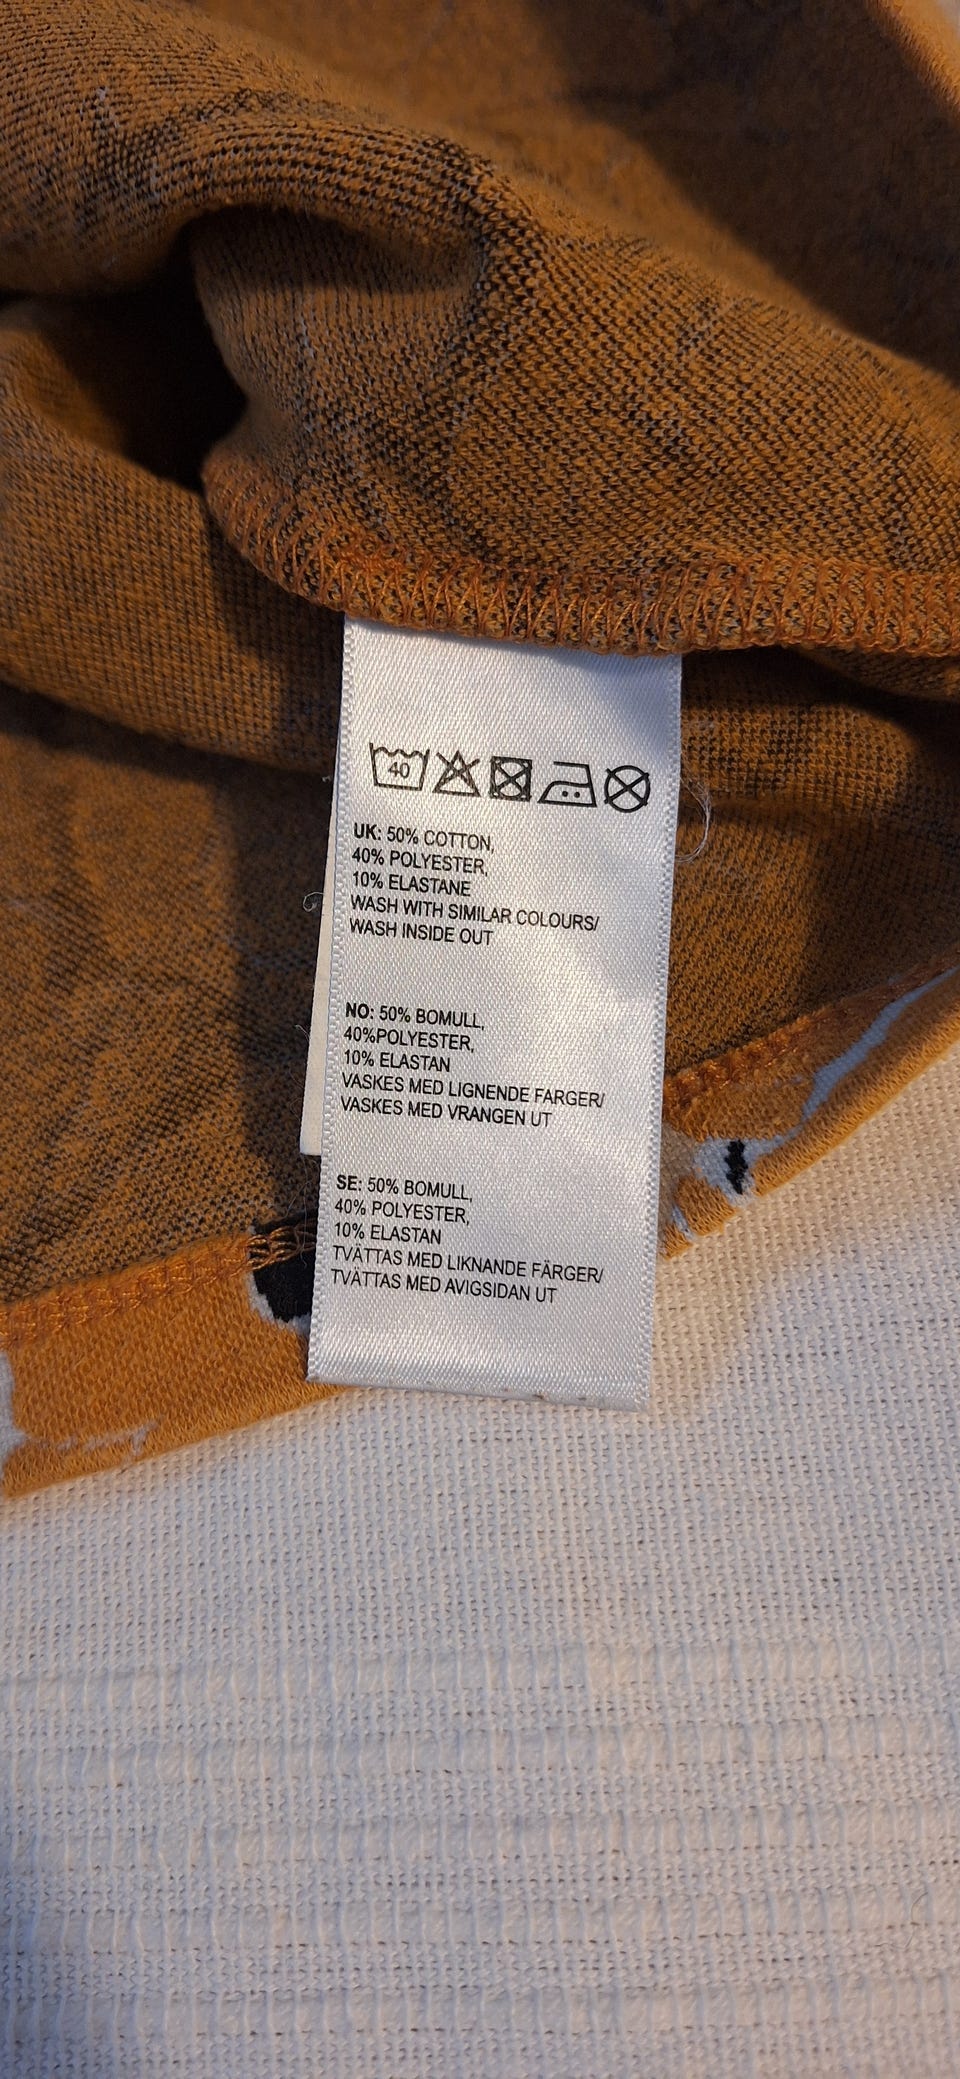 40
UK: 50% COTTON,
40% POLYESTER,
10% ELASTANE
WASH WITH SIMILAR COLOURS/
WASH INSIDE OUT
NO: 50% BOMULL,
40%POLYESTER,
10% ELASTAN
VASKES MED LIGNENDE FARGER/
VASKES MED VRANGEN UT
SE: 50% BOMULL,
40% POLYESTER,
10% ELASTAN
TVÄTTAS MED LIKNANDE FÄRGER/
TVÄTTAS MED AVIGSIDAN UT